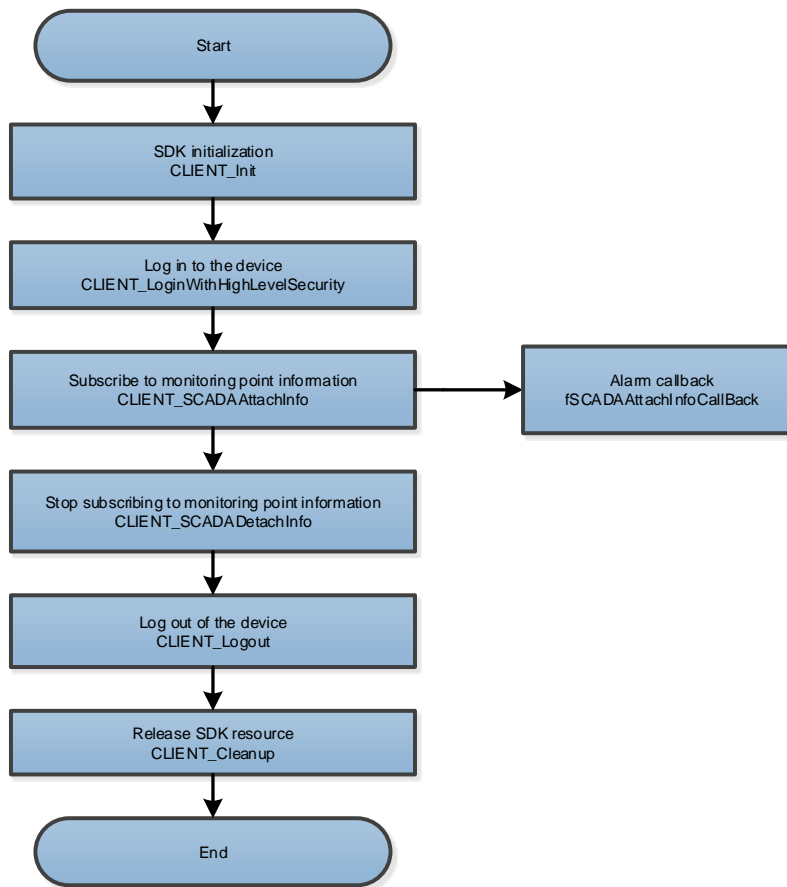 Start
SDK initialization
CLIENT_Init
Log in to the device
CLIENT_LoginWithHighLevelSecurity
Subscribe to monitoring point information
CLIENT_SCADAAttachInfo
Alarm callback
fSCADAAttachInfoCallBack
Stop subscribing to monitoring point information
CLIENT_SCADADetachInfo
Log out of the device
CLIENT_Logout
Release SDK resource
CLIENT_Cleanup
End